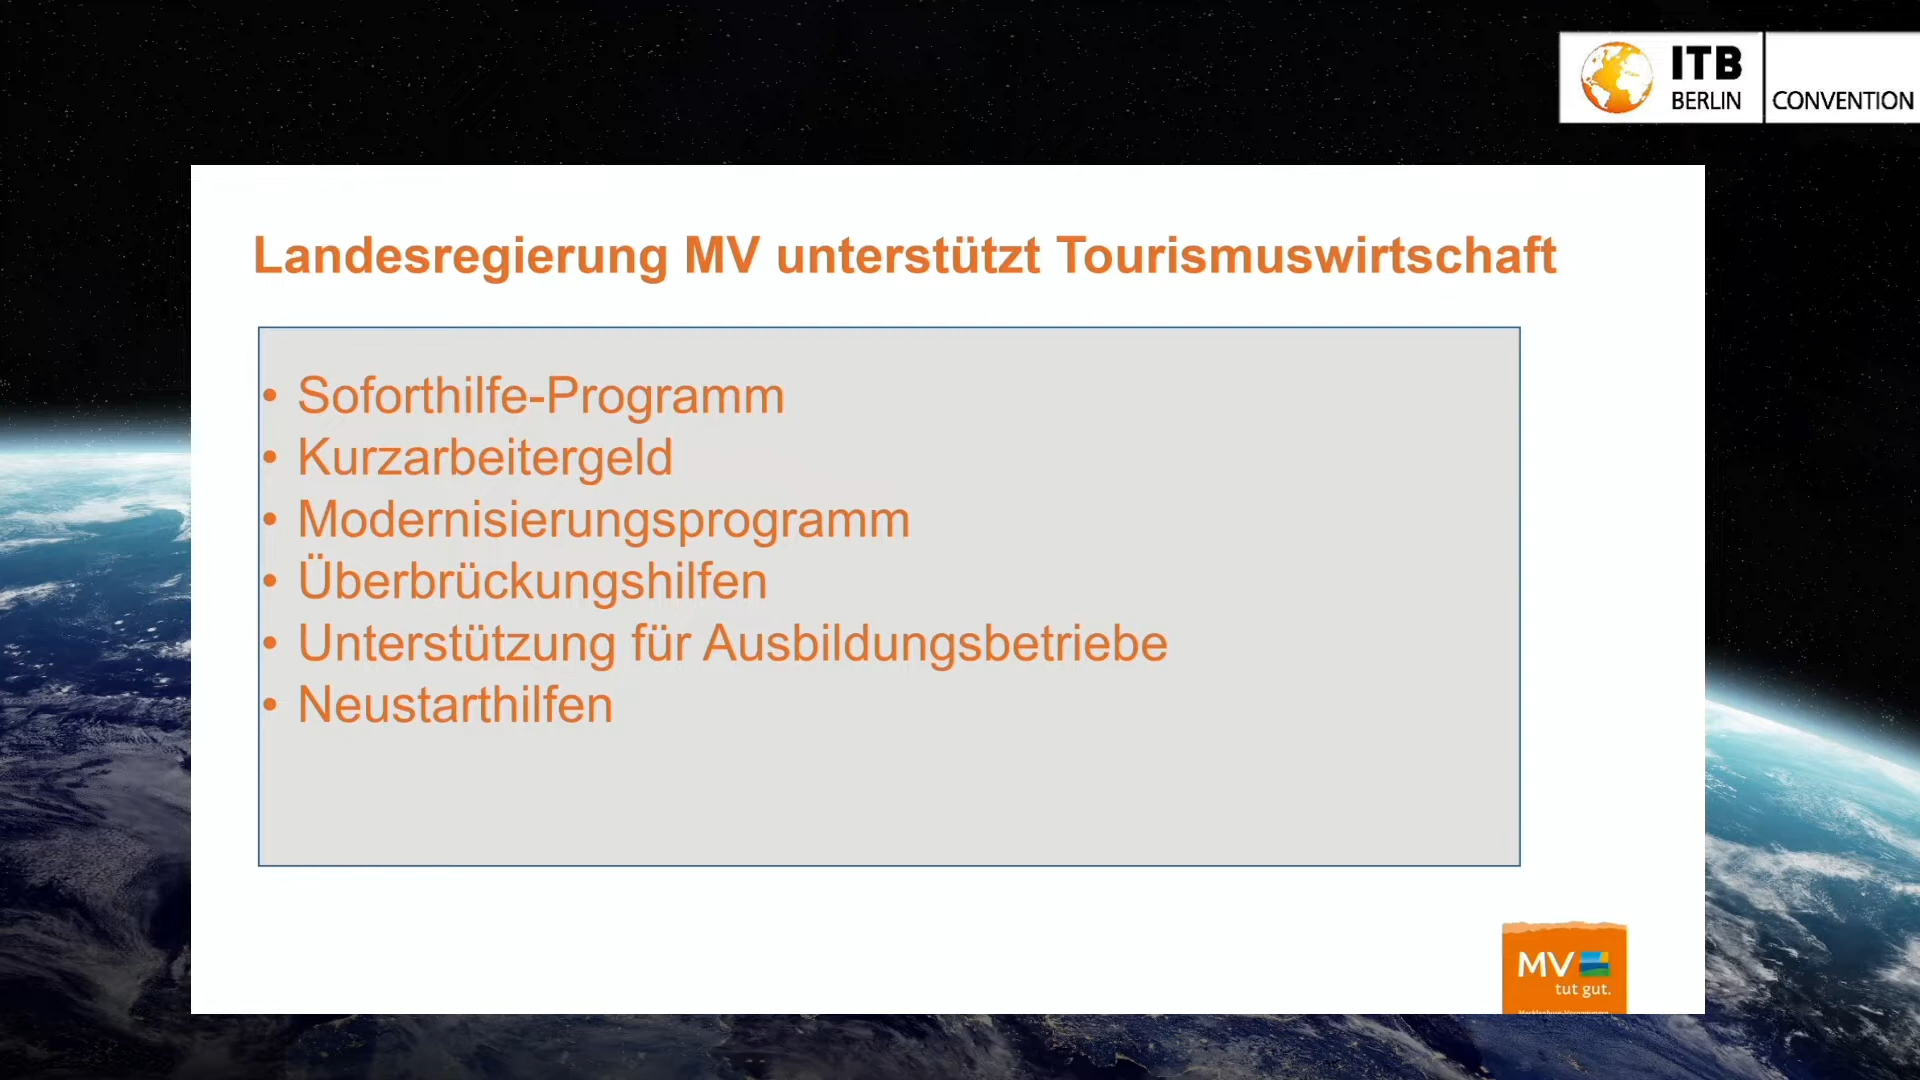 ITB
BERLIN
CONVENTION
Landesregierung MV unterstützt Tourismuswirtschaft
• Soforthilfe-Programm
• Kurzarbeitergeld
• Modernisierungsprogramm
• Überbrückungshilfen
• Unterstützung für Ausbildungsbetriebe
• Neustarthilfen
MV
tut gut.